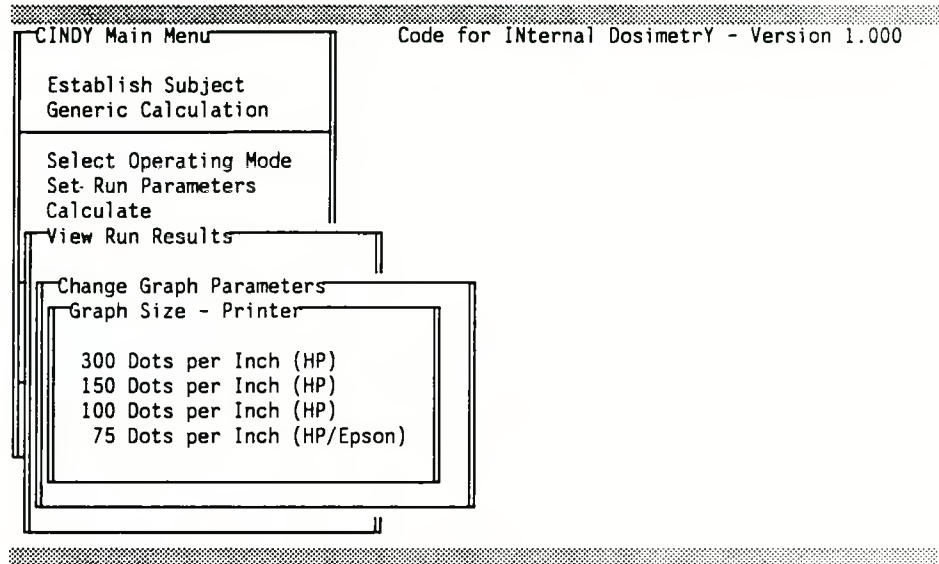 CINDY Main Menu
Code for INternal DosimetrY - Version 1.000
Establish Subject
Generic Calculation
Select Operating Mode
Set Run Parameters
Calculate
View Run Results
Change Graph Parameters
Graph Size - Printer
300 Dots per Inch (HP)
150 Dots per Inch (HP)
100 Dots per Inch (HP)
75 Dots per Inch (HP/Epson)